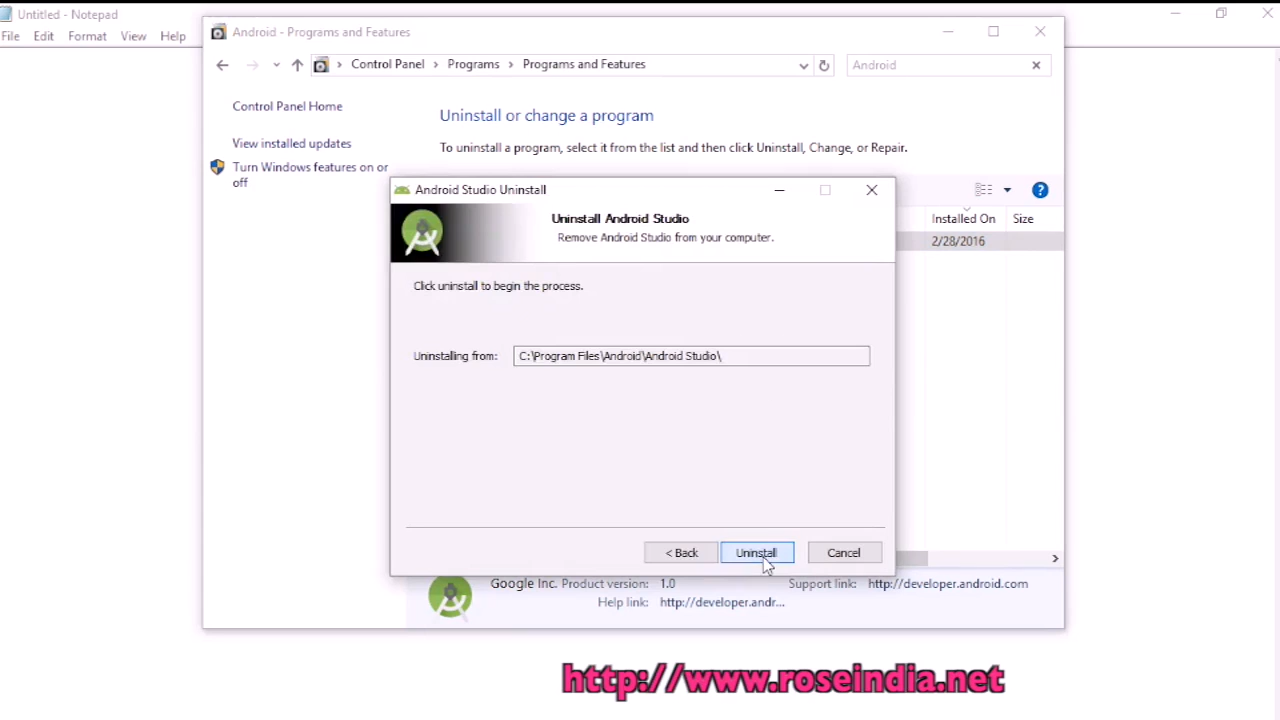 Untitled - Notepad
File Edit Format View Help
Android - Programs and Features
Control Panel Programs Programs and Features
Android
Control Panel Home
View installed updates
Turn Windows features on or
off
Uninstall or change a program
To uninstall a program, select it from the list and then click Uninstall, Change, or Repair.
Installed On Size
2/28/2016
Android Studio Uninstall
Uninstall Android Studio
Remove Android Studio from your computer.
Click uninstall to begin the process.
Uninstalling from: C:\Program Files\Android\Android Studio\
< Back Uninstall Cancel
Google Inc. Product version: 1.0 Support link: http://developer.android.com
Help link: http://developer.andr...
http://www.roseindia.net